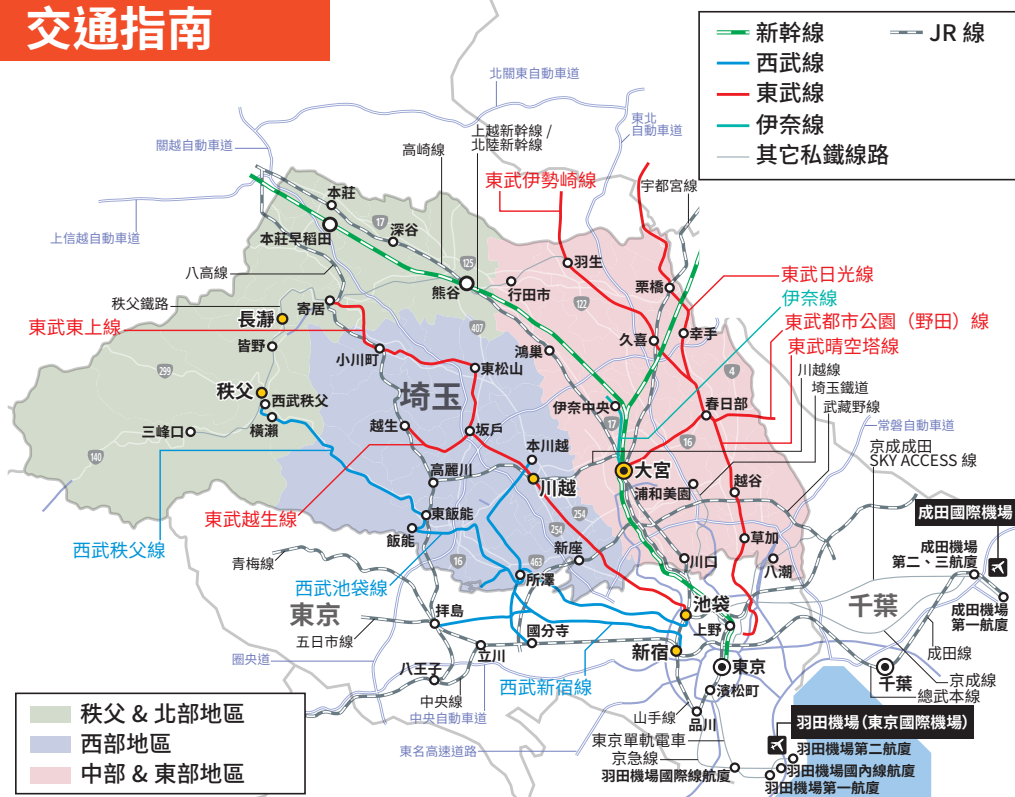 交通指南
新幹線
JR 線
西武線
東武線
伊奈線
其它私鐵線路
北關東自動車道
東北
自動車道
關越自動車道
上越新幹線 /
北陸新幹線
高崎線
東武伊勢崎線
宇都宮線
本莊
17
深谷
本莊早稻田
上信越自動車道
八高線
125
熊谷
行田市
羽生
122
栗橋
東武日光線
伊奈線
秩父鐵路
寄居
長瀞
東武東上線
407
鴻巢
久喜
幸手
東武都市公園（野田）線
東武晴空塔線
皆野
小川町
東松山
299
埼玉
4
川越線
埼玉鐵道
武藏野線
秩父
西武秩父
橫瀨
三峰口
越生
坂戶
伊奈中央
17
春日部
16
常磐自動車道
京成成田
SKY ACCESS 線
140
高麗川
本川越
川越
大宮
浦和美園
越谷
成田國際機場
東武越生線
東飯能
飯能
254
254
草加
西武秩父線
16
463
新座
川口
八潮
成田機場
第二、三航廈
青梅線
西武池袋線
所澤
東京
池袋
千葉
成田機場
第一航廈
拜島
五日市線
上野
國分寺
立川
新宿
東京
成田線
圈央道
八王子
西武新宿線
千葉
京成線
總武本線
中央線
中央自動車道
濱松町
山手線
品川
羽田機場（東京國際機場）
東名高速道路
東京單軌電車
京急線
羽田機場國際線航廈
羽田機場第二航廈
羽田機場國內線航廈
羽田機場第一航廈
秩父 & 北部地區
西部地區
中部 & 東部地區